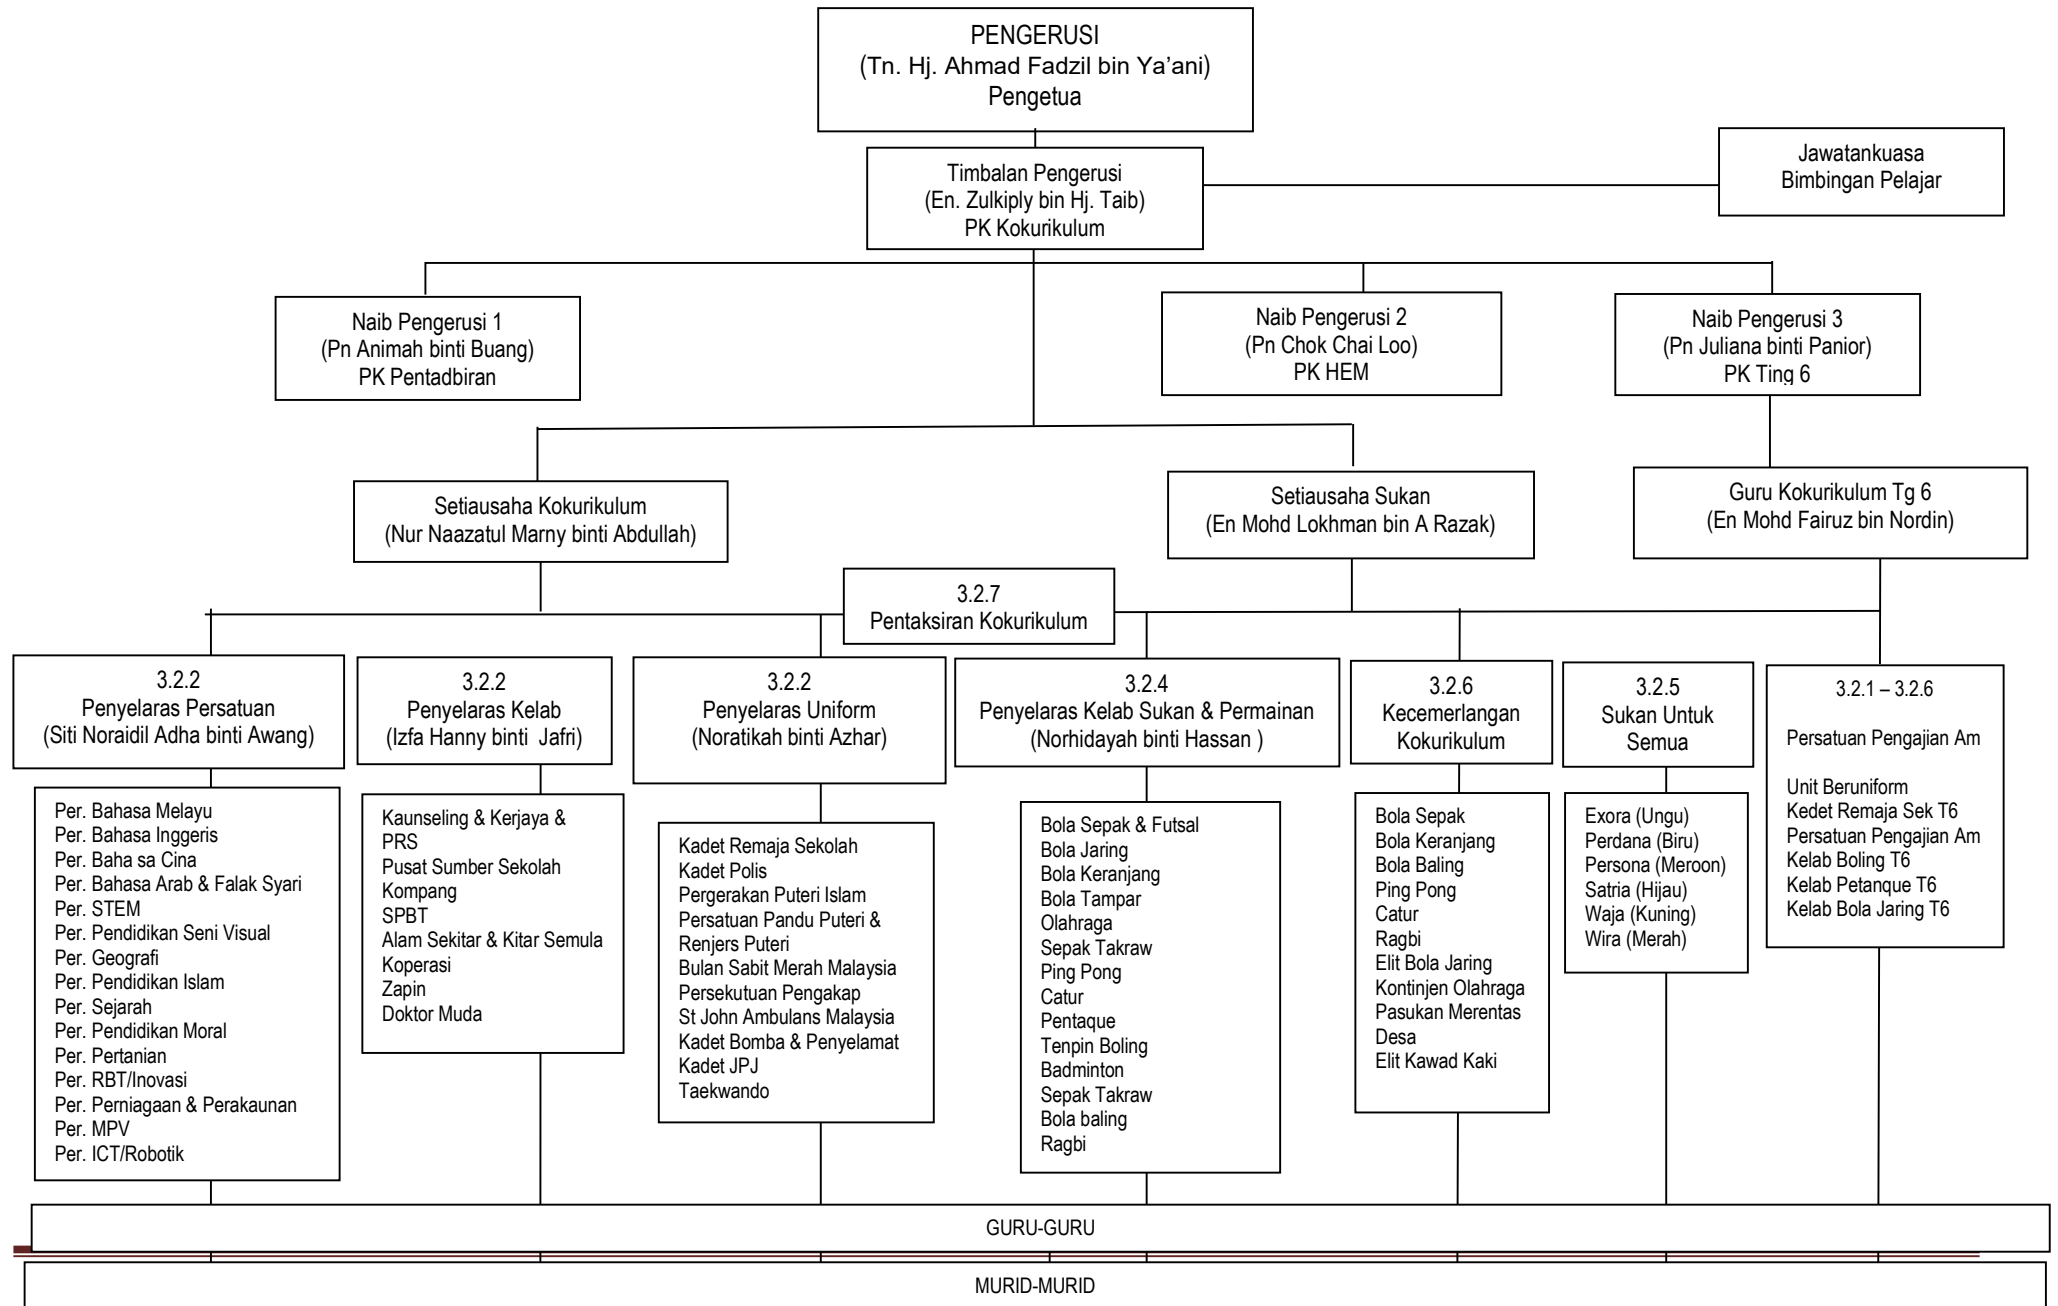 PENGERUSI
(Tn. Hj. Ahmad Fadzil bin Ya’ani)
Pengetua
Timbalan Pengerusi
(En. Zulkiply bin Hj. Taib)
PK Kokurikulum
Jawatankuasa
Bimbingan Pelajar
Naib Pengerusi 1
(Pn Animah binti Buang)
PK Pentadbiran
Naib Pengerusi 2
(Pn Chok Chai Loo)
PK HEM
Naib Pengerusi 3
(Pn Juliana binti Panior)
PK Ting 6
Setiausaha Kokurikulum
(Nur Naazatul Marny binti Abdullah)
Setiausaha Sukan
(En Mohd Lokhman bin A Razak)
Guru Kokurikulum Tg 6
(En Mohd Fairuz bin Nordin)
3.2.7
Pentaksiran Kokurikulum
3.2.2
Penyelaras Persatuan
(Siti Noraidil Adha binti Awang)
3.2.2
Penyelaras Kelab
(Izfa Hanny binti  Jafri)
3.2.2
Penyelaras Uniform
(Noratikah binti Azhar)
3.2.4
Penyelaras Kelab Sukan & Permainan
(Norhidayah binti Hassan )
3.2.6
Kecemerlangan
Kokurikulum
3.2.5
Sukan Untuk
Semua
3.2.1 – 3.2.6
Persatuan Pengajian Am
Unit Beruniform
Kedet Remaja Sek T6
Persatuan Pengajian Am
Kelab Boling T6
Kelab Petanque T6
Kelab Bola Jaring T6
Per. Bahasa Melayu
Per. Bahasa Inggeris
Per. Baha sa Cina
Per. Bahasa Arab & Falak Syari
Per. STEM
Per. Pendidikan Seni Visual
Per. Geografi
Per. Pendidikan Islam
Per. Sejarah
Per. Pendidikan Moral
Per. Pertanian
Per. RBT/Inovasi
Per. Perniagaan & Perakaunan
Per. MPV
Per. ICT/Robotik
Kaunseling & Kerjaya &
PRS
Pusat Sumber Sekolah
Kompang
SPBT
Alam Sekitar & Kitar Semula
Koperasi
Zapin
Doktor Muda
Kadet Remaja Sekolah
Kadet Polis
Pergerakan Puteri Islam
Persatuan Pandu Puteri &
Renjers Puteri
Bulan Sabit Merah Malaysia
Persekutuan Pengakap
St John Ambulans Malaysia
Kadet Bomba & Penyelamat
Kadet JPJ
Taekwando
Bola Sepak & Futsal
Bola Jaring
Bola Keranjang
Bola Tampar
Olahraga
Sepak Takraw
Ping Pong
Catur
Pentaque
Tenpin Boling
Badminton
Sepak Takraw
Bola baling
Ragbi
Bola Sepak
Bola Keranjang
Bola Baling
Ping Pong
Catur
Ragbi
Elit Bola Jaring
Kontinjen Olahraga
Pasukan Merentas
Desa
Elit Kawad Kaki
Exora (Ungu)
Perdana (Biru)
Persona (Meroon)
Satria (Hijau)
Waja (Kuning)
Wira (Merah)
GURU-GURU
MURID-MURID